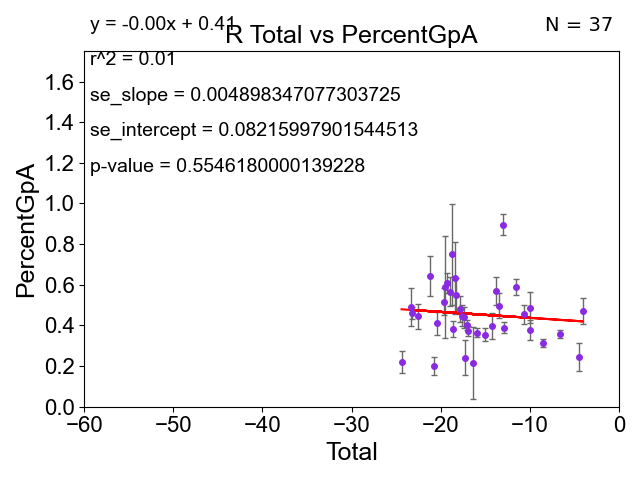 y = -0.00x + 0.41
R Total vs PercentGpA
N = 37
r^2 = 0.01
se_slope = 0.004898347077303725
se_intercept = 0.08215997901544513
p-value = 0.5546180000139228
PercentGpA
1.6
1.4
1.2
1.0
0.8
0.6
0.4
0.2
0.0
−60 −50 −40 −30 −20 −10 0
Total